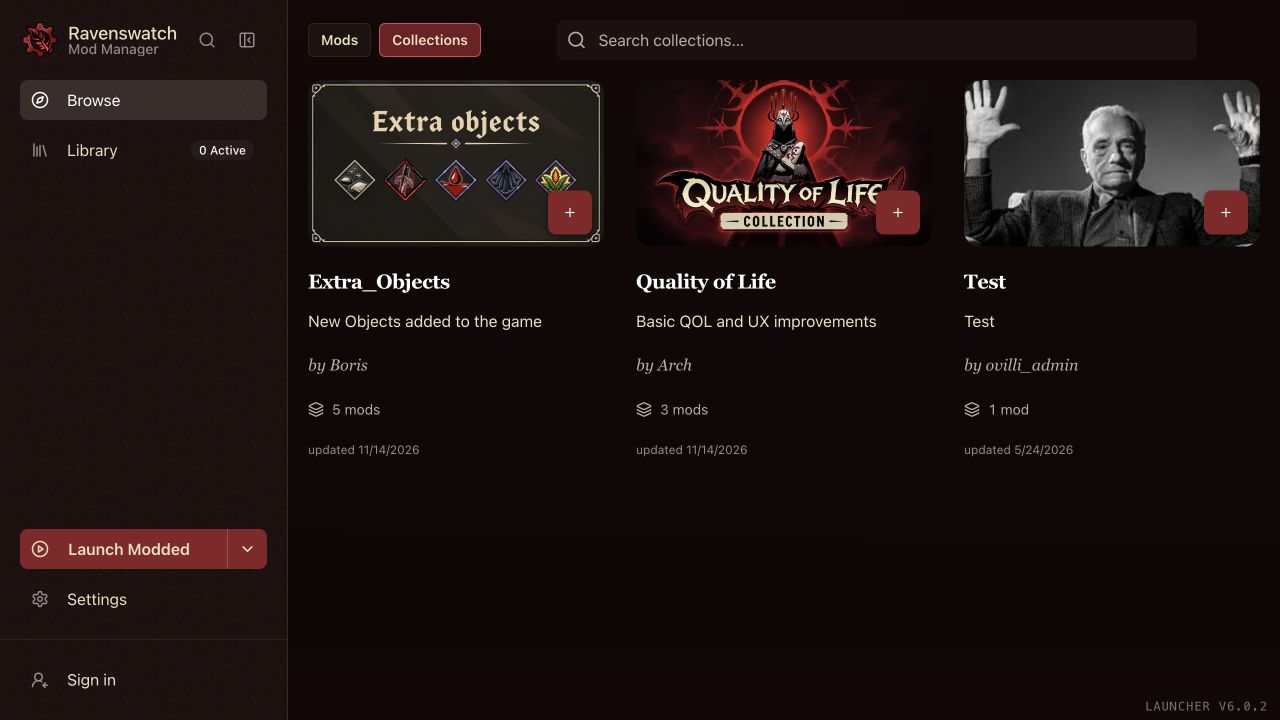 Ravenswatch
Mod Manager
Browse
Library
0 Active
Launch Modded
Settings
Sign in
Mods
Collections
Search collections...
Extra objects
Extra_Objects
New Objects added to the game
by Boris
5 mods
updated 11/14/2026
QUALITY OF LIFE
COLLECTION
Quality of Life
Basic QOL and UX improvements
by Arch
3 mods
updated 11/14/2026
Test
Test
by ovilli_admin
1 mod
updated 5/24/2026
LAUNCHER V6.0.2